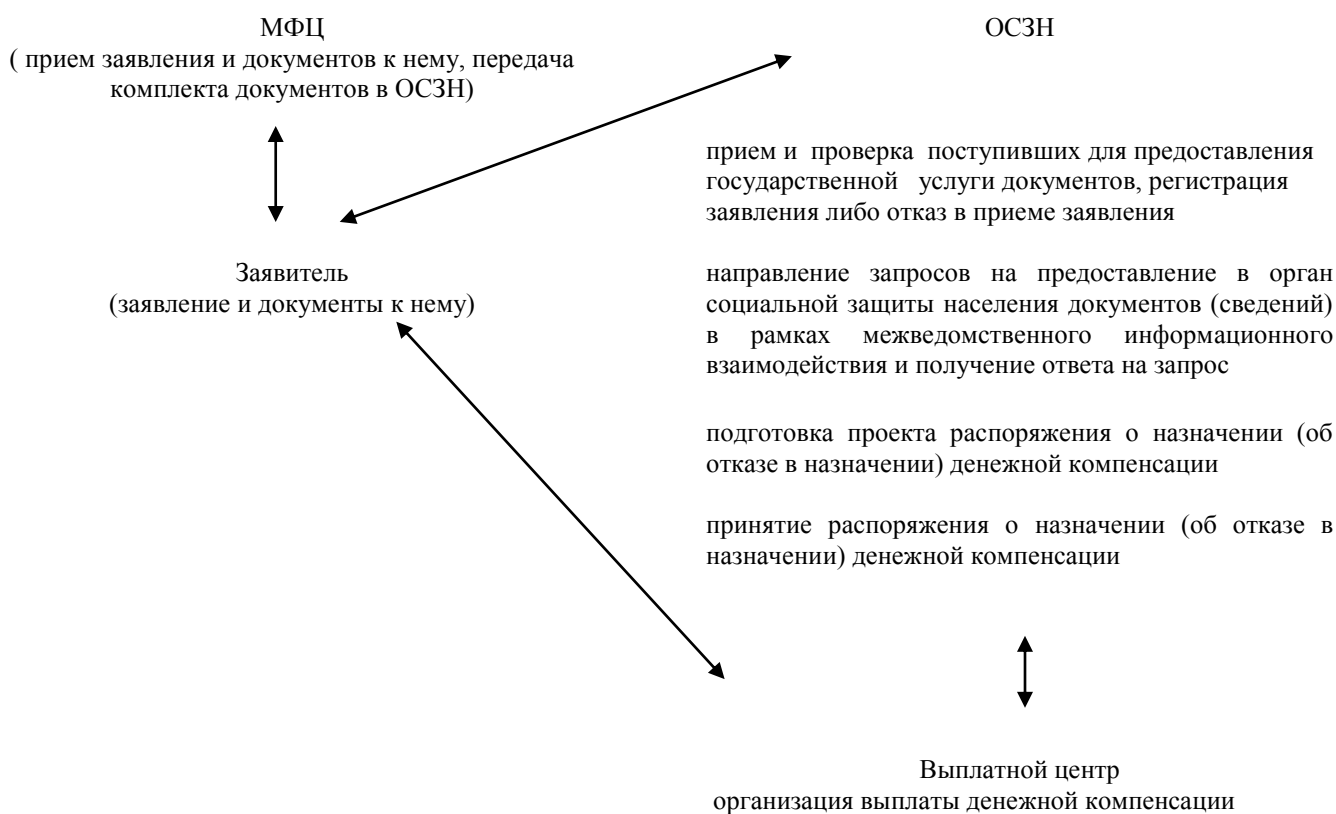 МФЦ
( прием заявления и документов к нему, передача
комплекта документов в ОСЗН)
Заявитель
(заявление и документы к нему)
ОСЗН
прием и проверка поступивших для предоставления
государственной услуги документов, регистрация
заявления либо отказ в приеме заявления
направление запросов на предоставление в орган
социальной защиты населения документов (сведений)
в рамках межведомственного информационного
взаимодействия и получение ответа на запрос
подготовка проекта распоряжения о назначении (об
отказе в назначении) денежной компенсации
принятие распоряжения о назначении (об отказе в
назначении) денежной компенсации
Выплатной центр
организация выплаты денежной компенсации